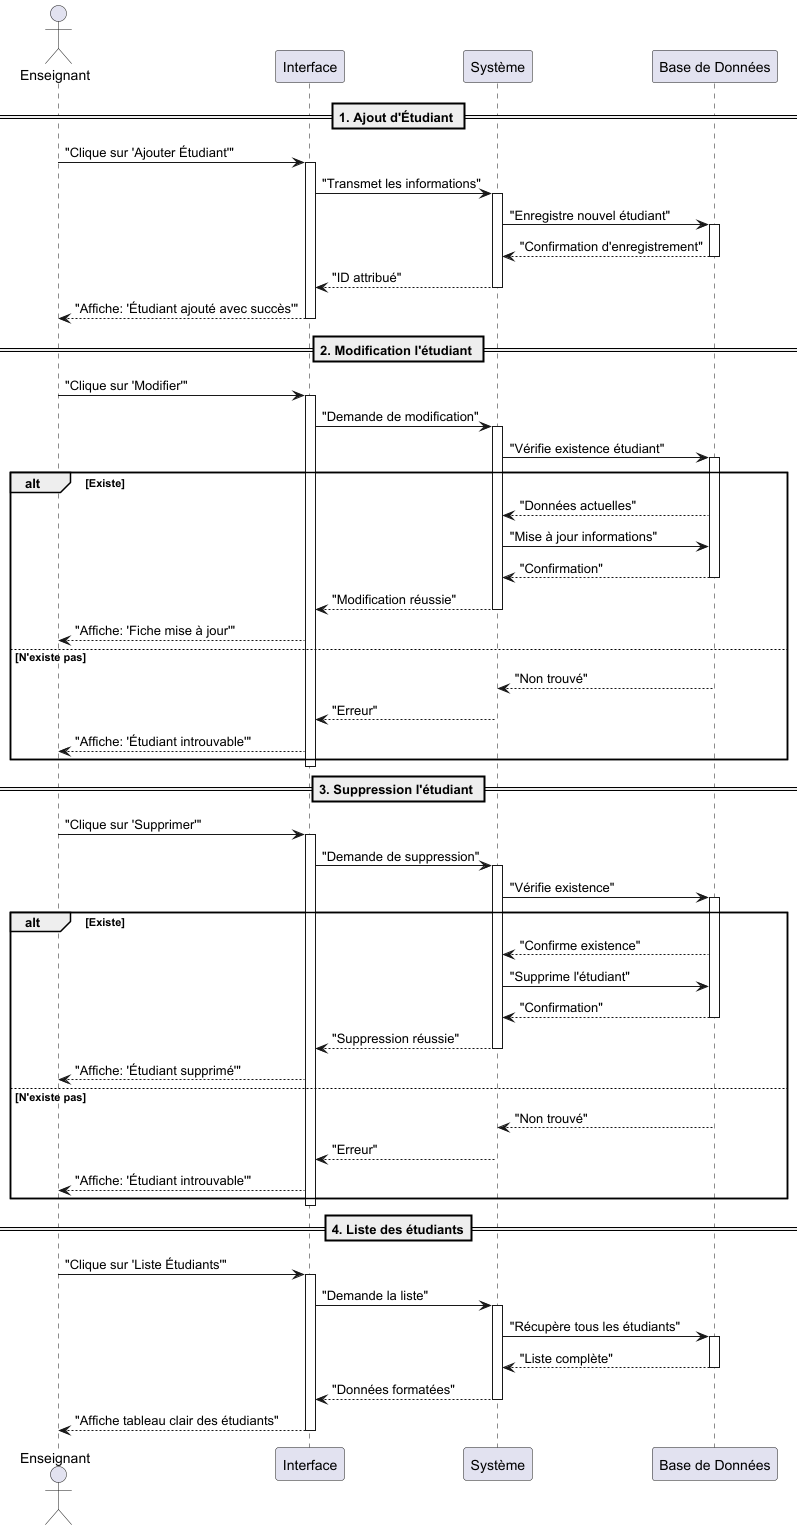 Enseignant
Interface
Système
Base de Données
1. Ajout d'Étudiant
"Clique sur 'Ajouter Étudiant'"
"Transmet les informations"
"Enregistre nouvel étudiant"
"Confirmation d'enregistrement"
"ID attribué"
"Affiche: 'Étudiant ajouté avec succès'"
2. Modification l'étudiant
"Clique sur 'Modifier'"
"Demande de modification"
"Vérifie existence étudiant"
alt [Existe]
"Données actuelles"
"Mise à jour informations"
"Confirmation"
"Modification réussie"
"Affiche: 'Fiche mise à jour'"
[N'existe pas]
"Non trouvé"
"Erreur"
"Affiche: 'Étudiant introuvable'"
3. Suppression l'étudiant
"Clique sur 'Supprimer'"
"Demande de suppression"
"Vérifie existence"
alt [Existe]
"Confirme existence"
"Supprime l'étudiant"
"Confirmation"
"Suppression réussie"
"Affiche: 'Étudiant supprimé'"
[N'existe pas]
"Non trouvé"
"Erreur"
"Affiche: 'Étudiant introuvable'"
4. Liste des étudiants
"Clique sur 'Liste Étudiants'"
"Demande la liste"
"Récupère tous les étudiants"
"Liste complète"
"Données formatées"
"Affiche tableau clair des étudiants"
Enseignant
Interface
Système
Base de Données